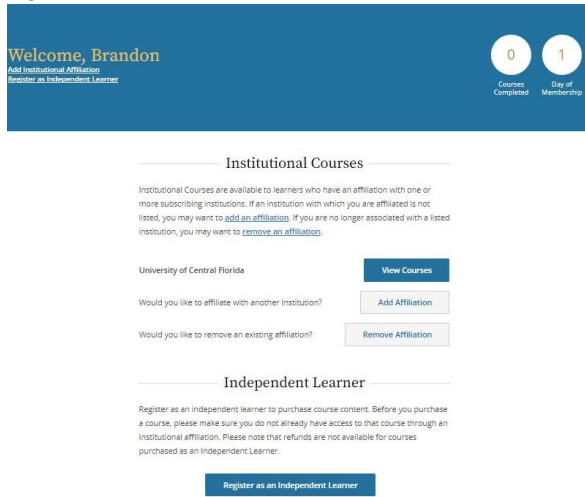 Welcome, Brandon
Add Institutional Affiliation
Register as Independent Learner
0
Courses
Completed
1
Day of
Membership
Institutional Courses
Institutional Courses are available to learners who have an affiliation with one or
more subscribing institutions. If an institution with which you are affiliated is not
listed, you may want to add an affiliation. If you are no longer associated with a listed
institution, you may want to remove an affiliation.
University of Central Florida
View Courses
Would you like to affiliate with another Institution?
Add Affiliation
Would you like to remove an existing affiliation?
Remove Affiliation
Independent Learner
Register as an independent learner to purchase course content. Before you purchase
a course, please make sure you do not already have access to that course through an
Institutional affiliation. Please note that refunds are not available for courses
purchased as an Independent Learner.
Register as an Independent Learner